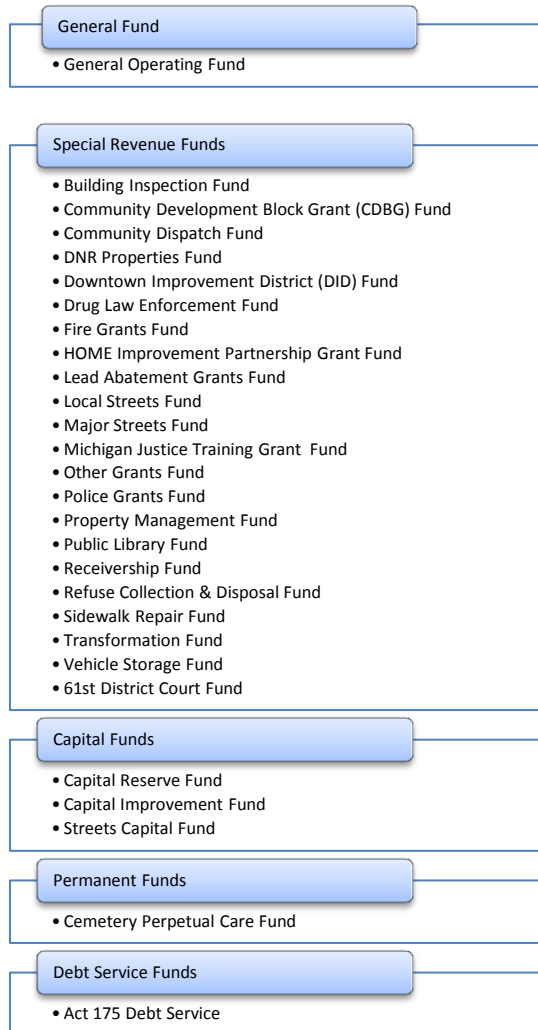 General Fund
• General Operating Fund
Special Revenue Funds
• Building Inspection Fund
• Community Development Block Grant (CDBG) Fund
• Community Dispatch Fund
• DNR Properties Fund
• Downtown Improvement District (DID) Fund
• Drug Law Enforcement Fund
• Fire Grants Fund
• HOME Improvement Partnership Grant Fund
• Lead Abatement Grants Fund
• Local Streets Fund
• Major Streets Fund
• Michigan Justice Training Grant  Fund
• Other Grants Fund
• Police Grants Fund
• Property Management Fund
• Public Library Fund
• Receivership Fund
• Refuse Collection & Disposal Fund
• Sidewalk Repair Fund
• Transformation Fund
• Vehicle Storage Fund
• 61st District Court Fund
Capital Funds
• Capital Reserve Fund
• Capital Improvement Fund
• Streets Capital Fund
Permanent Funds
• Cemetery Perpetual Care Fund
Debt Service Funds
• Act 175 Debt Service